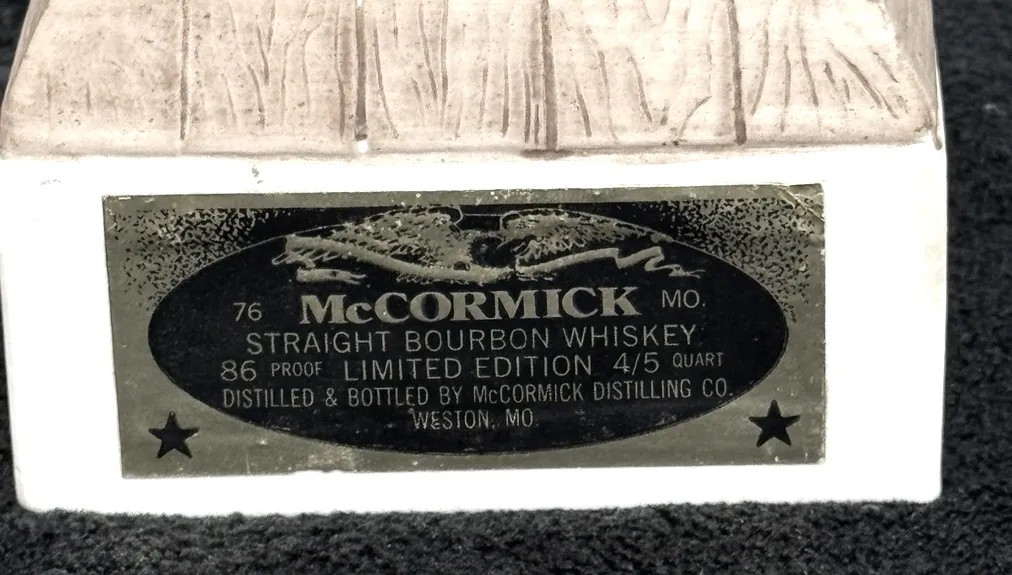 76 McCORMICK MO.
STRAIGHT BOURBON WHISKEY
86 PROOF LIMITED EDITION 4/5 QUART
DISTILLED & BOTTLED BY McCORMICK DISTILLING CO.
WESTON, MO.